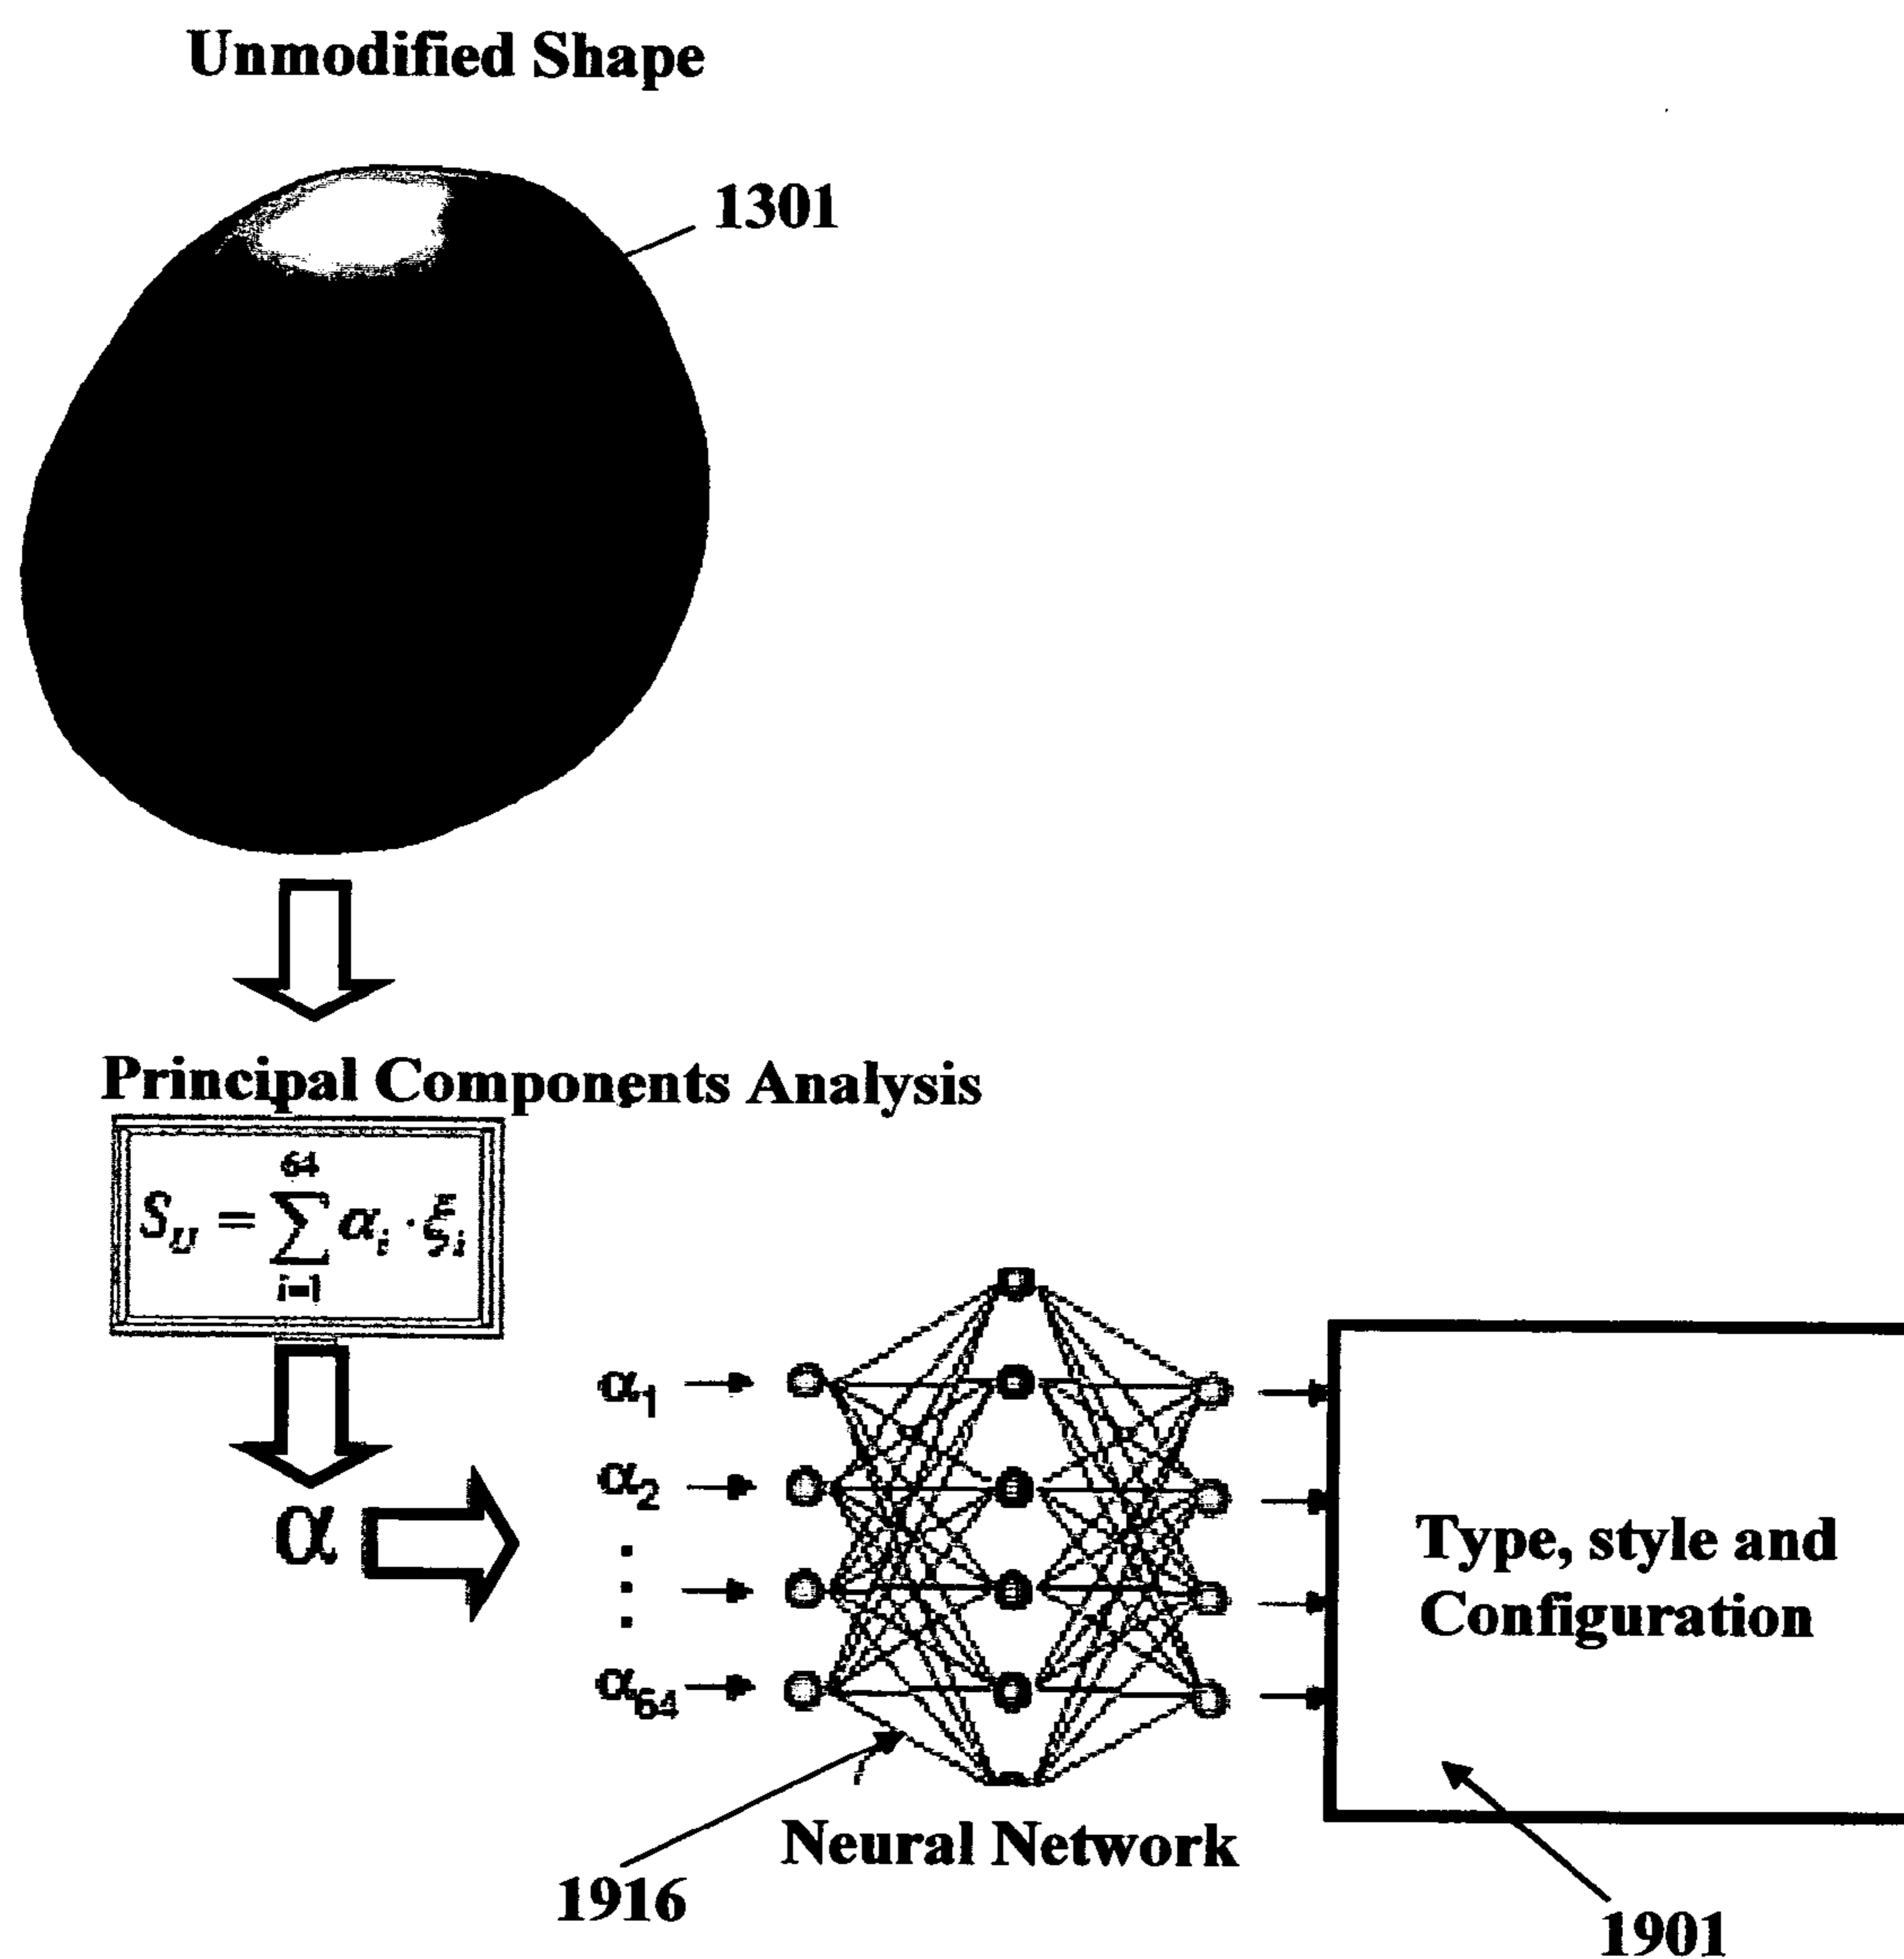 Unmodified Shape
1301
Principal Components Analysis
64
S_U = ∑ α_i · ξ_i
i=1
α
α_1
α_2
⋮
α_64
Type, style and
Configuration
Neural Network
1916
1901